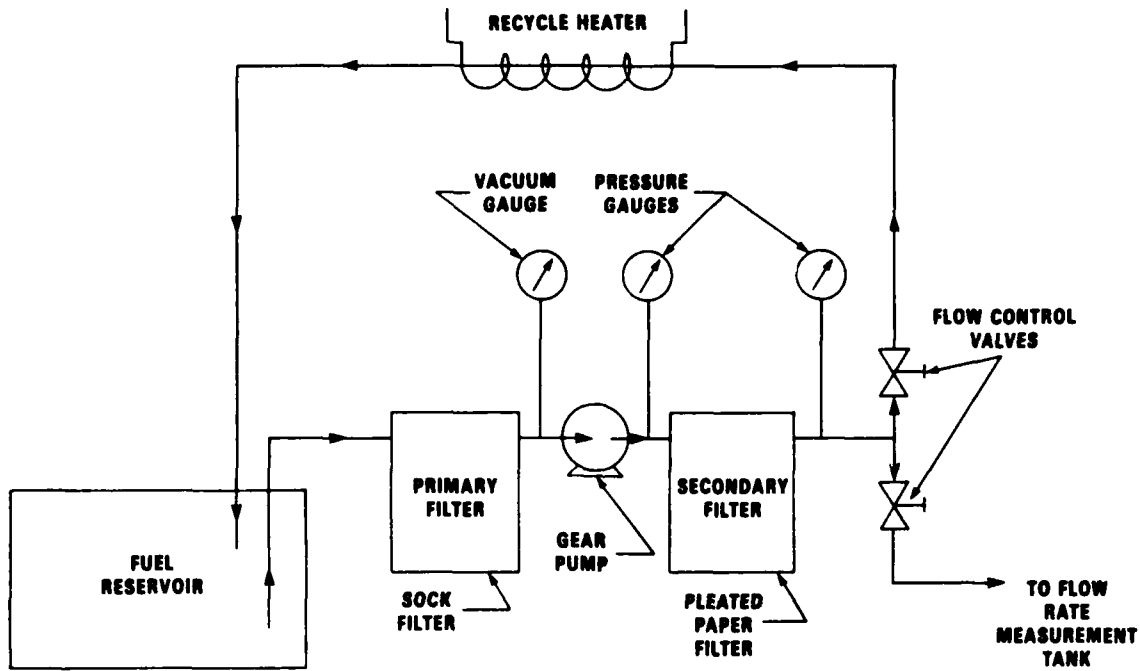 RECYCLE HEATER
VACUUM
GAUGE
PRESSURE
GAUGES
FLOW CONTROL
VALVES
PRIMARY
FILTER
SECONDARY
FILTER
GEAR
PUMP
FUEL
RESERVOIR
SOCK
FILTER
PLEATED
PAPER
FILTER
TO FLOW
RATE
MEASUREMENT
TANK